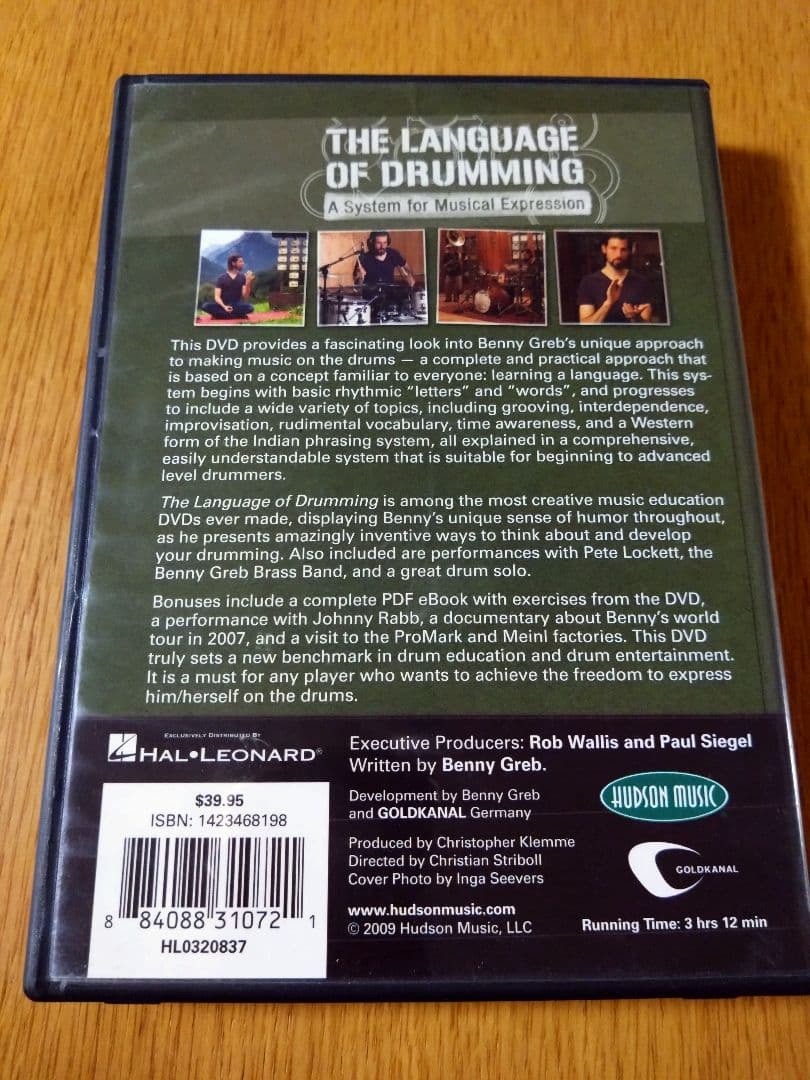 THE LANGUAGE
OF DRUMMING
A System for Musical Expression
This DVD provides a fascinating look into Benny Greb's unique approach
to making music on the drums — a complete and practical approach that
is based on a concept familiar to everyone: learning a language. This sys-
tem begins with basic rhythmic "letters" and "words", and progresses
to include a wide variety of topics, including grooving, interdependence,
improvisation, rudimental vocabulary, time awareness, and a Western
form of the Indian phrasing system, all explained in a comprehensive,
easily understandable system that is suitable for beginning to advanced
level drummers.
The Language of Drumming is among the most creative music education
DVDs ever made, displaying Benny's unique sense of humor throughout,
as he presents amazingly inventive ways to think about and develop
your drumming. Also included are performances with Pete Lockett, the
Benny Greb Brass Band, and a great drum solo.
Bonuses include a complete PDF eBook with exercises from the DVD,
a performance with Johnny Rabb, a documentary about Benny's world
tour in 2007, and a visit to the ProMark and Meinl factories. This DVD
truly sets a new benchmark in drum education and drum entertainment.
It is a must for any player who wants to achieve the freedom to express
him/herself on the drums.
EXCLUSIVELY DISTRIBUTED BY
HAL•LEONARD®
$39.95
ISBN: 1423468198
8 84088 31072 1
HL0320837
Executive Producers: Rob Wallis and Paul Siegel
Written by Benny Greb.
Development by Benny Greb
and GOLDKANAL Germany
Produced by Christopher Klemme
Directed by Christian Striboll
Cover Photo by Inga Seevers
www.hudsonmusic.com
© 2009 Hudson Music, LLC
HUDSON MUSIC
GOLDKANAL
Running Time: 3 hrs 12 min